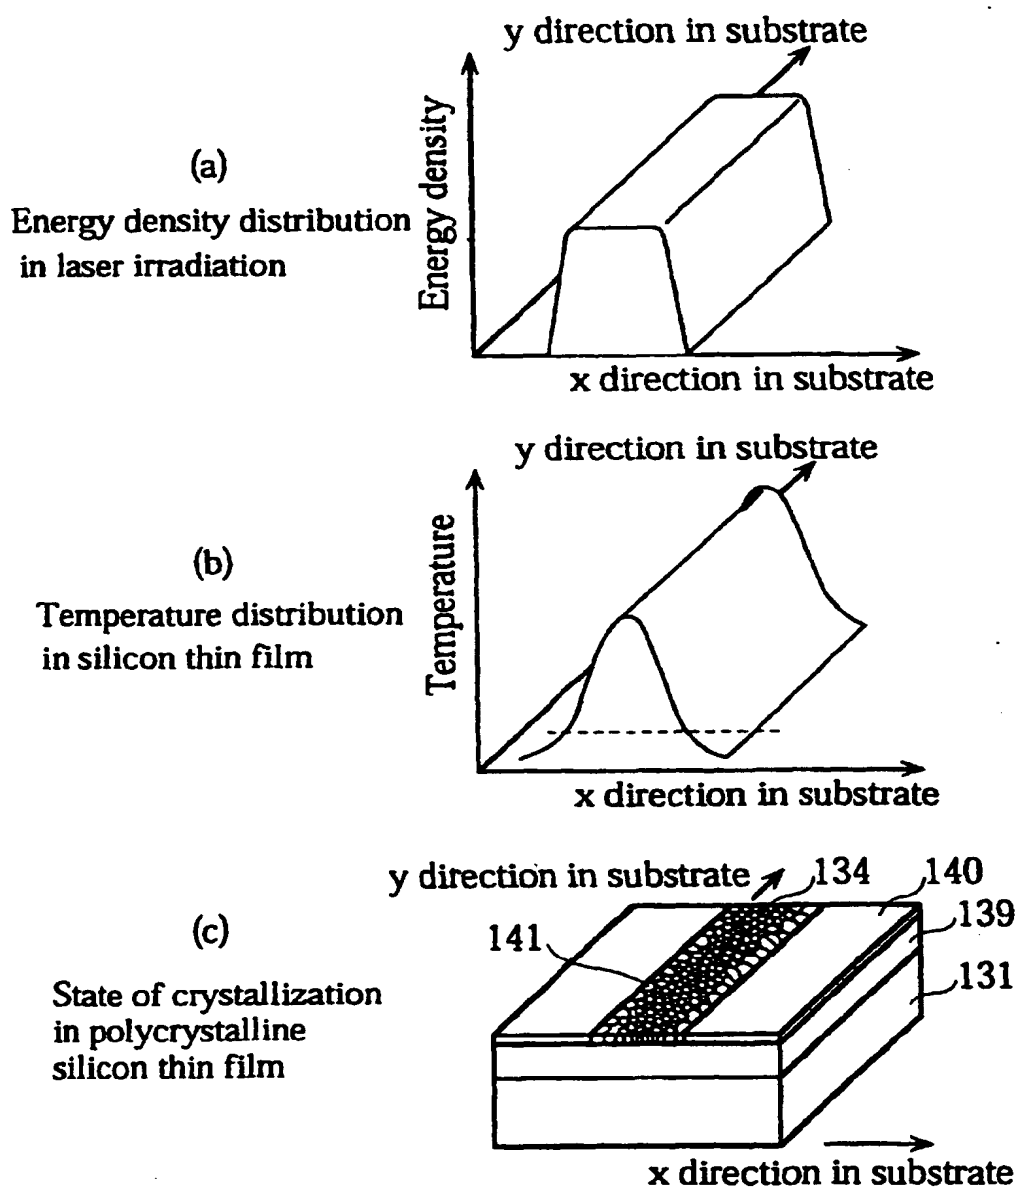 y direction in substrate
Energy density
(a)
Energy density distribution
in laser irradiation
x direction in substrate
y direction in substrate
Temperature
(b)
Temperature distribution
in silicon thin film
x direction in substrate
y direction in substrate
134
140
139
131
141
(c)
State of crystallization
in polycrystalline
silicon thin film
x direction in substrate